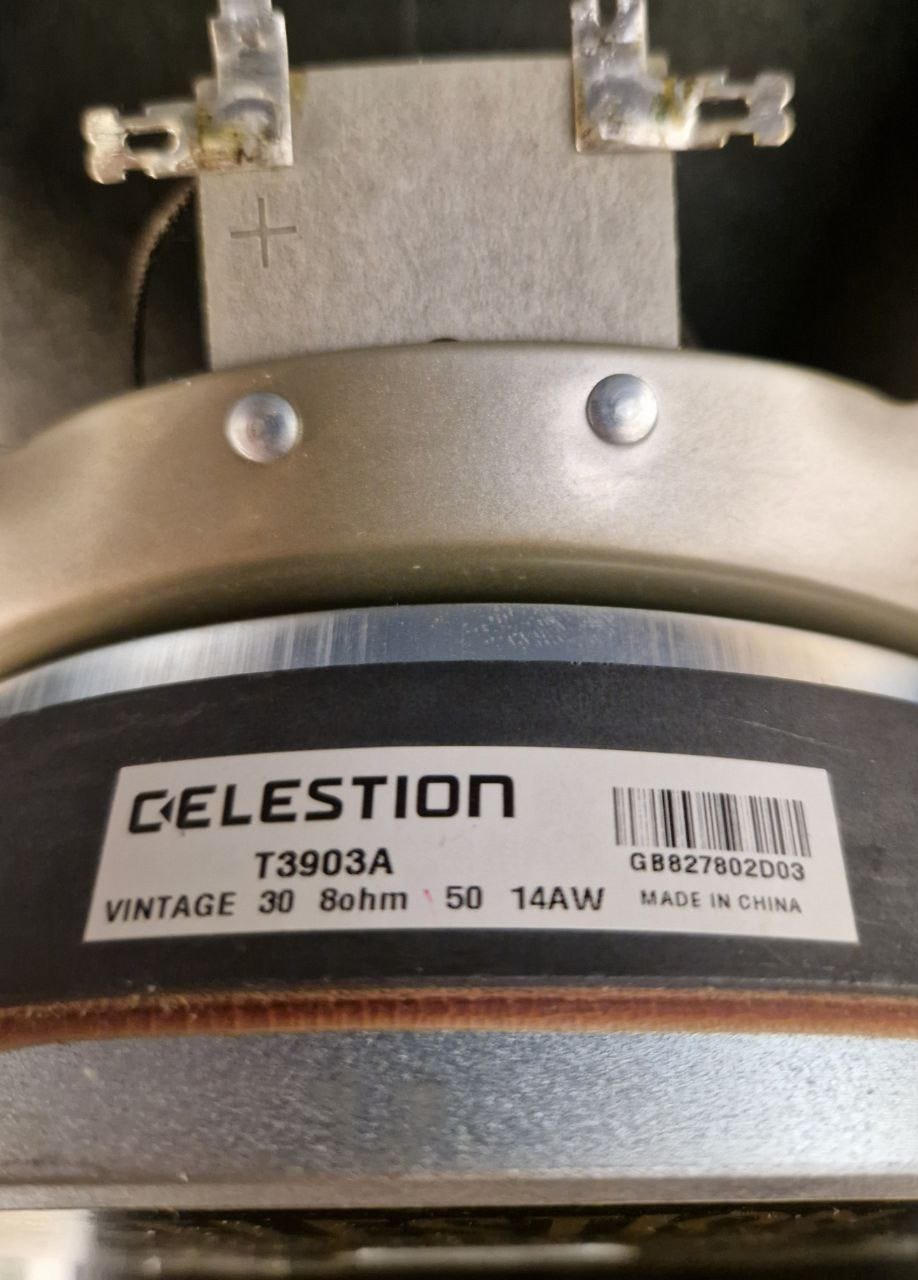 +
CELESTION
T3903A
GB827802D03
VINTAGE 30 8ohm 50 14AW
MADE IN CHINA